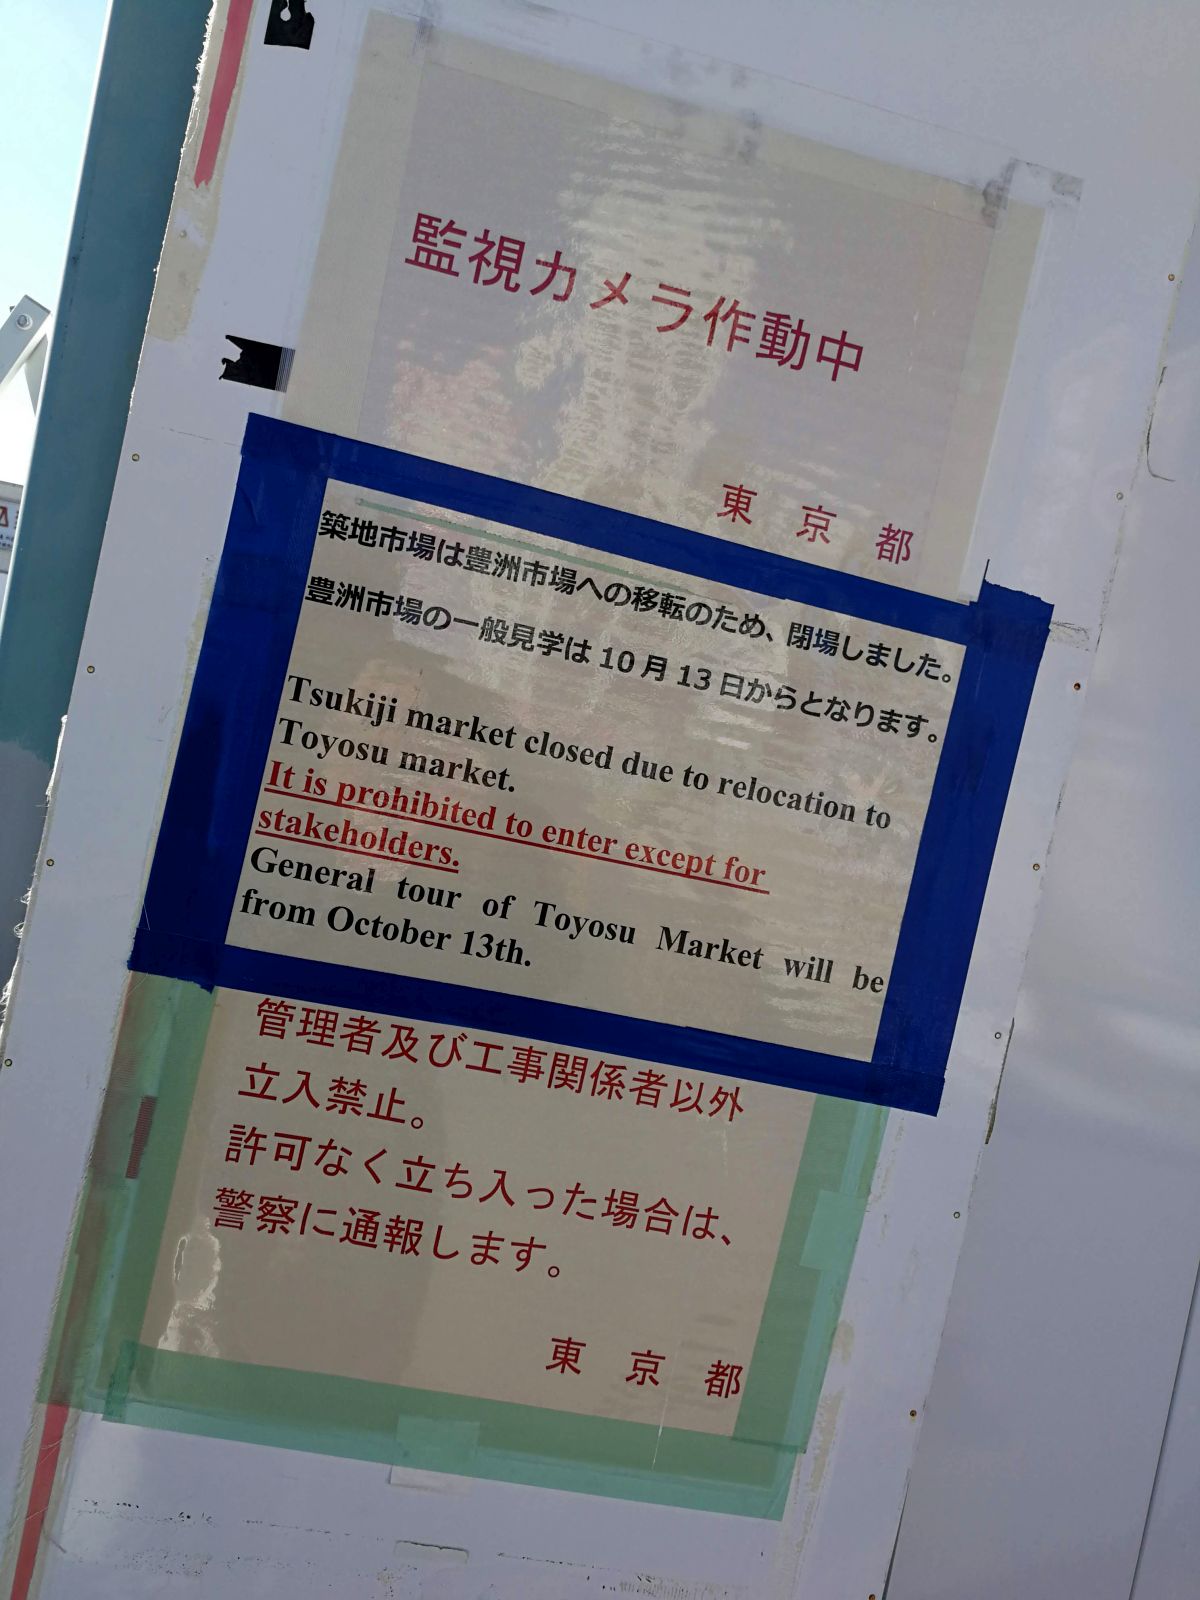 監視カメラ作動中
東京都
築地市場は豊洲市場への移転のため、閉場しました。
豊洲市場の一般見学は10月13日からとなります。
Tsukiji market closed due to relocation to
Toyosu market.
It is prohibited to enter except for
stakeholders.
General tour of Toyosu Market will be
from October 13th.
管理者及び工事関係者以外
立入禁止。
許可なく立ち入った場合は、
警察に通報します。
東京都